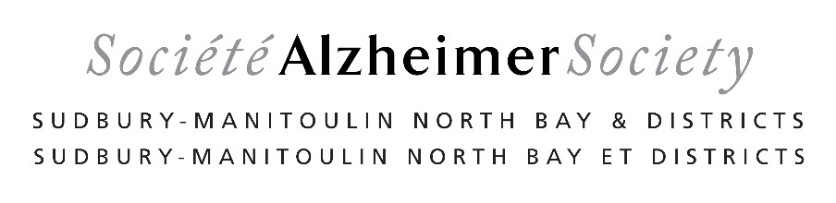 Société Alzheimer Society
SUDBURY-MANITOULIN NORTH BAY & DISTRICTS
SUDBURY-MANITOULIN NORTH BAY ET DISTRICTS